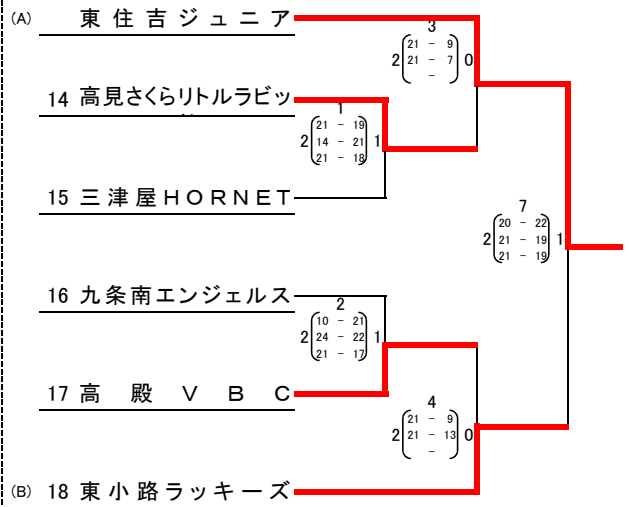 (A) 東住吉ジュニア
3
21 - 9
2 21 - 7 0
-
14 高見さくらリトルラビッ
1
21 - 19
2 14 - 21 1
21 - 18
15 三津屋HORNET
7
20 - 22
2 21 - 19 1
21 - 19
16 九条南エンジェルス
2
10 - 21
2 24 - 22 1
21 - 17
17 高殿VBC
4
21 - 9
2 21 - 13 0
-
(B) 18 東小路ラッキーズ